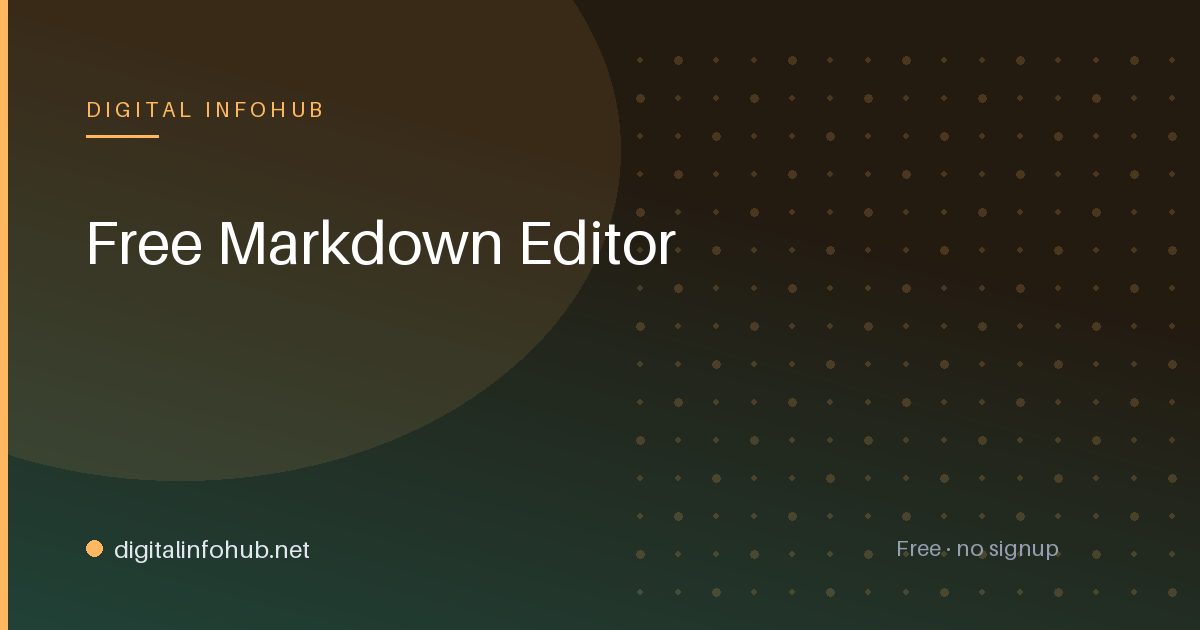 DIGITAL INFOHUB
Free Markdown Editor
digitalinfohub.net
Free · no signup